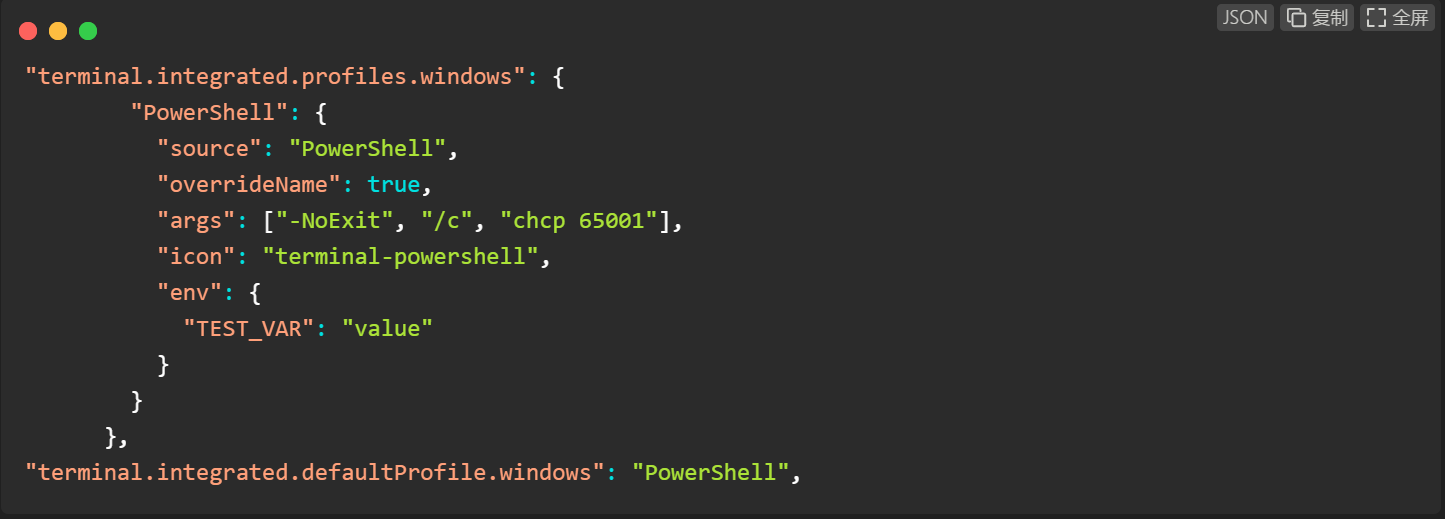 JSON 复制 全屏
"terminal.integrated.profiles.windows": {
        "PowerShell": {
          "source": "PowerShell",
          "overrideName": true,
          "args": ["-NoExit", "/c", "chcp 65001"],
          "icon": "terminal-powershell",
          "env": {
            "TEST_VAR": "value"
          }
        }
      },
"terminal.integrated.defaultProfile.windows": "PowerShell",